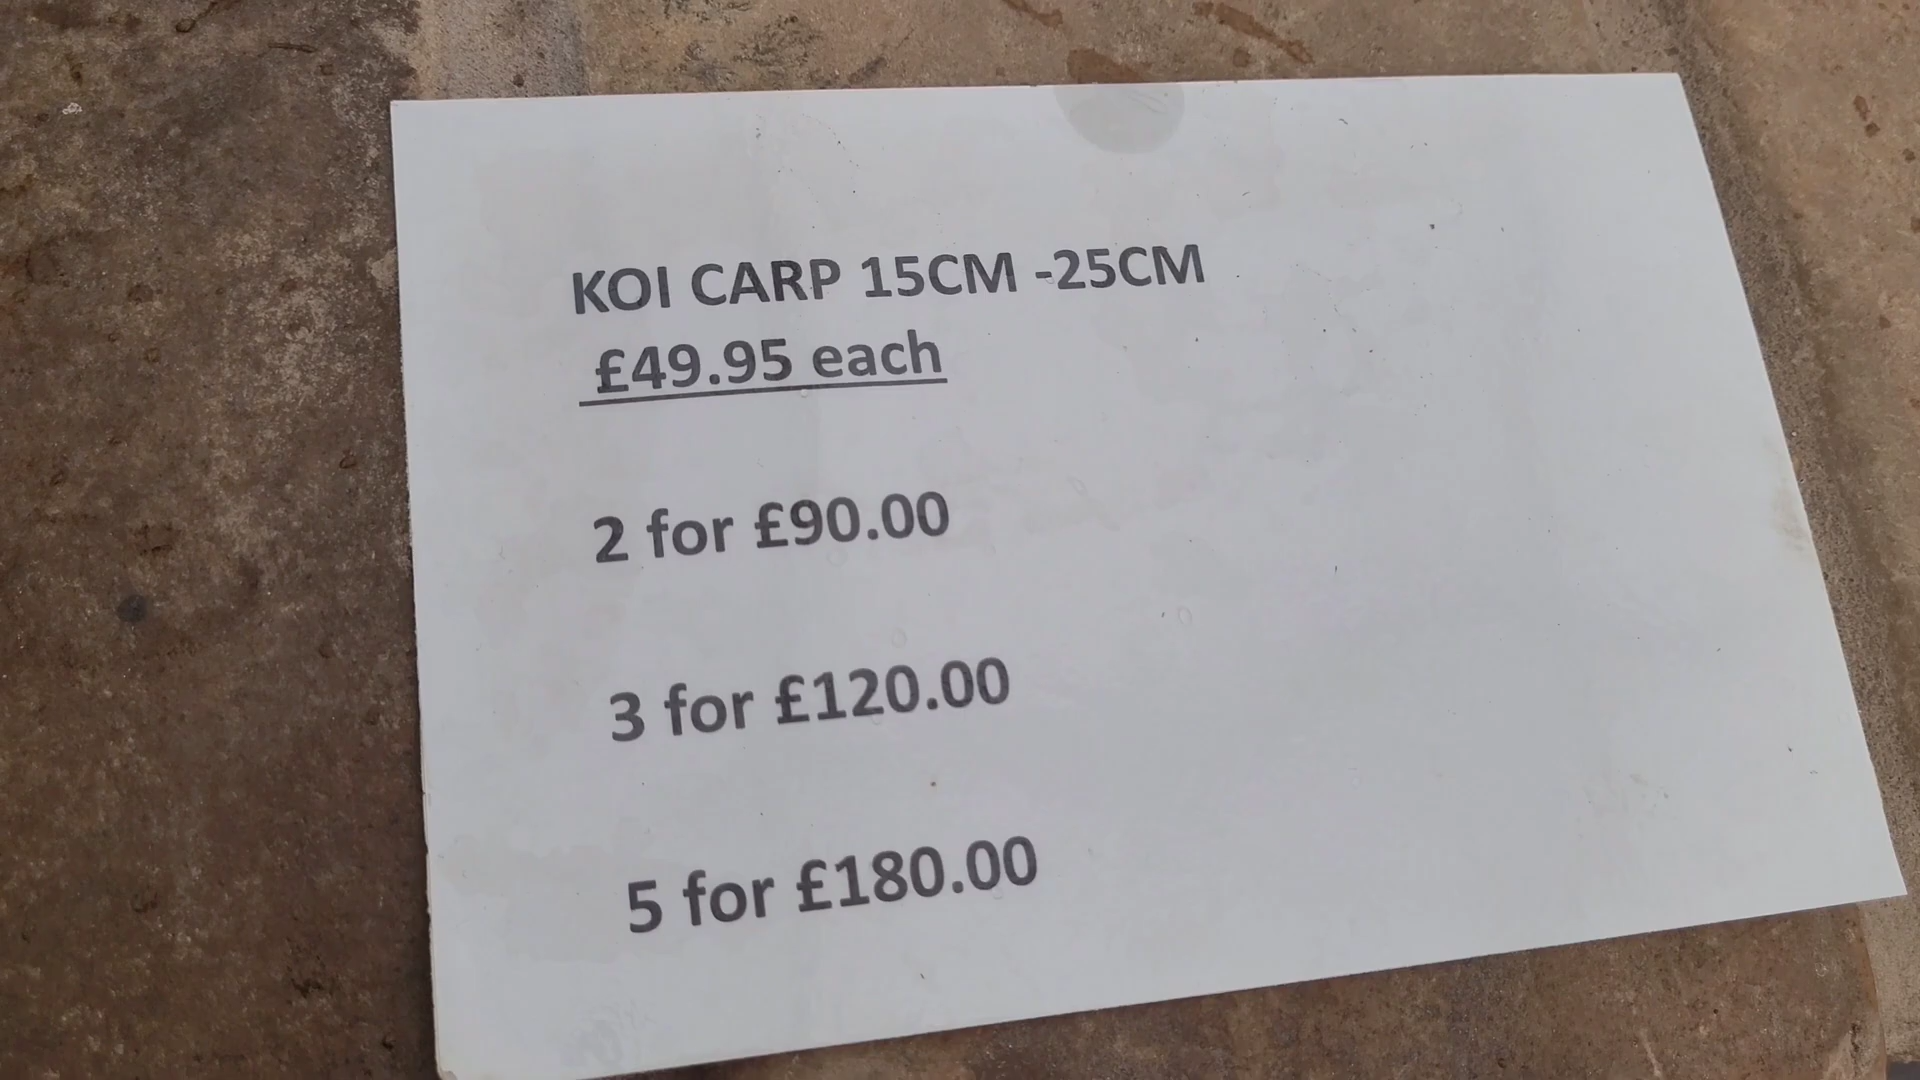 KOI CARP 15CM -25CM
£49.95 each
2 for £90.00
3 for £120.00
5 for £180.00